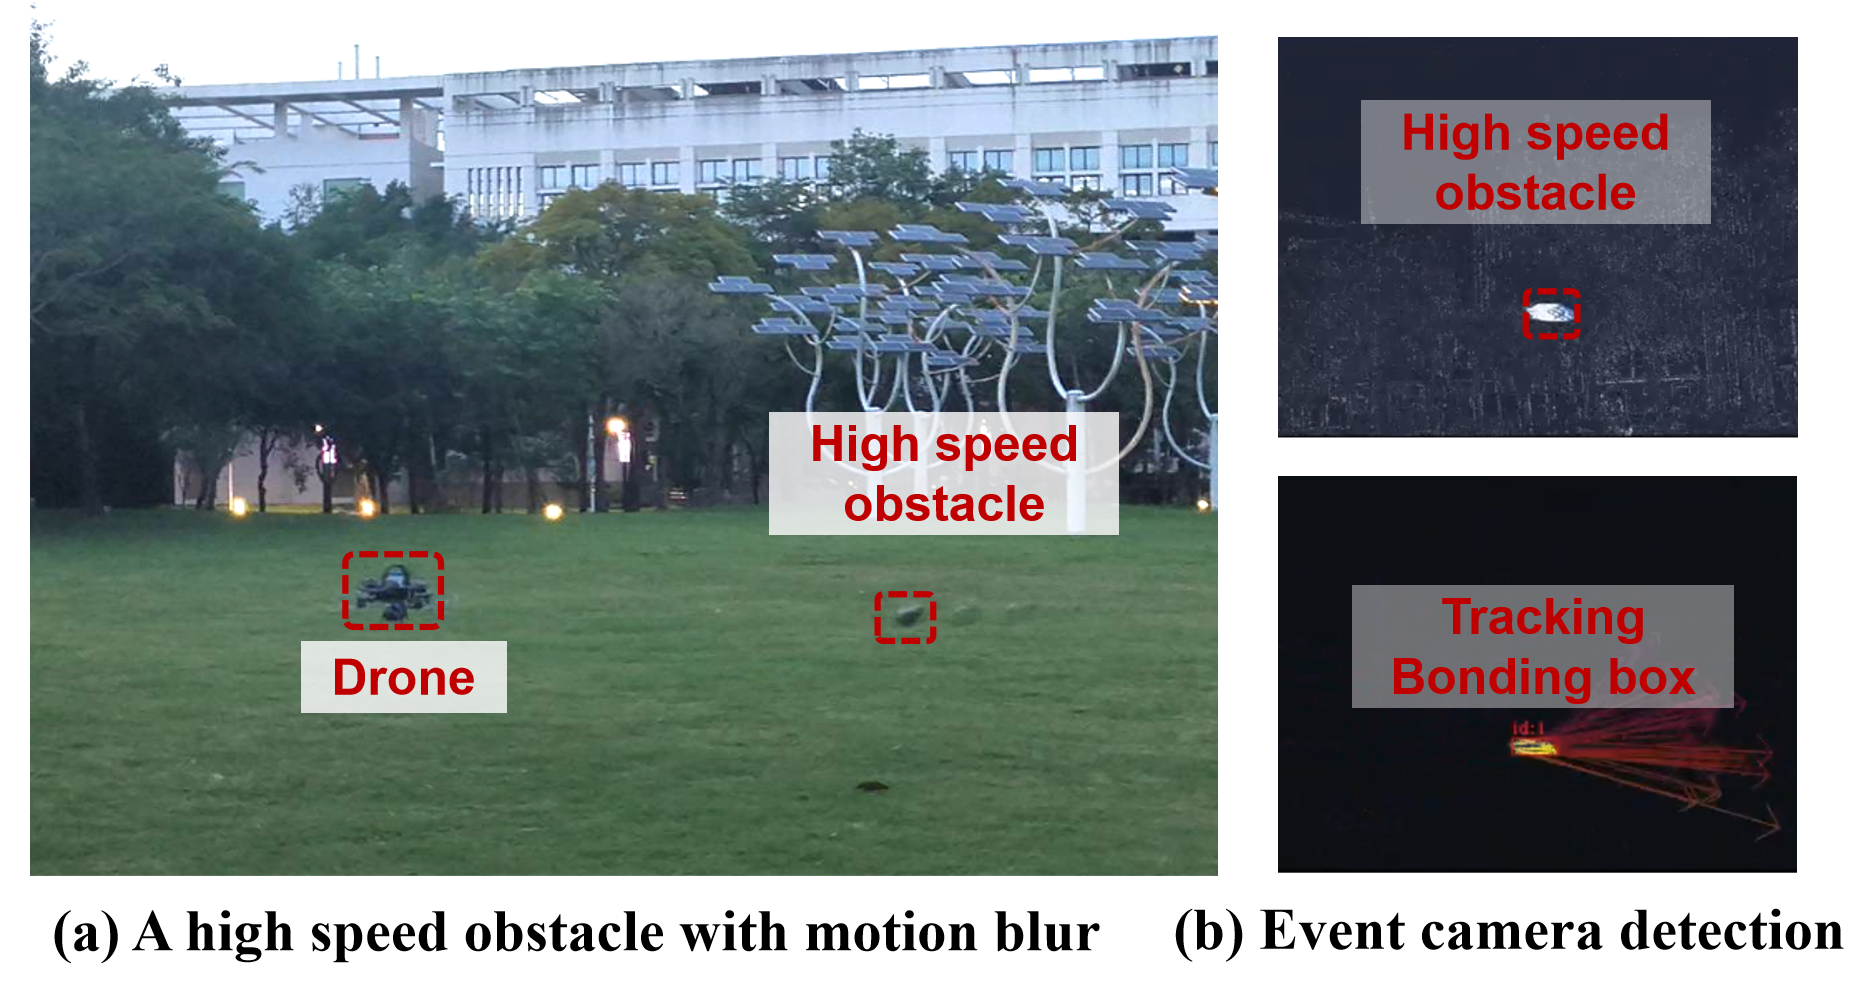 High speed
obstacle
Drone
High speed
obstacle
Tracking
Bonding box
id:1
(a) A high speed obstacle with motion blur
(b) Event camera detection